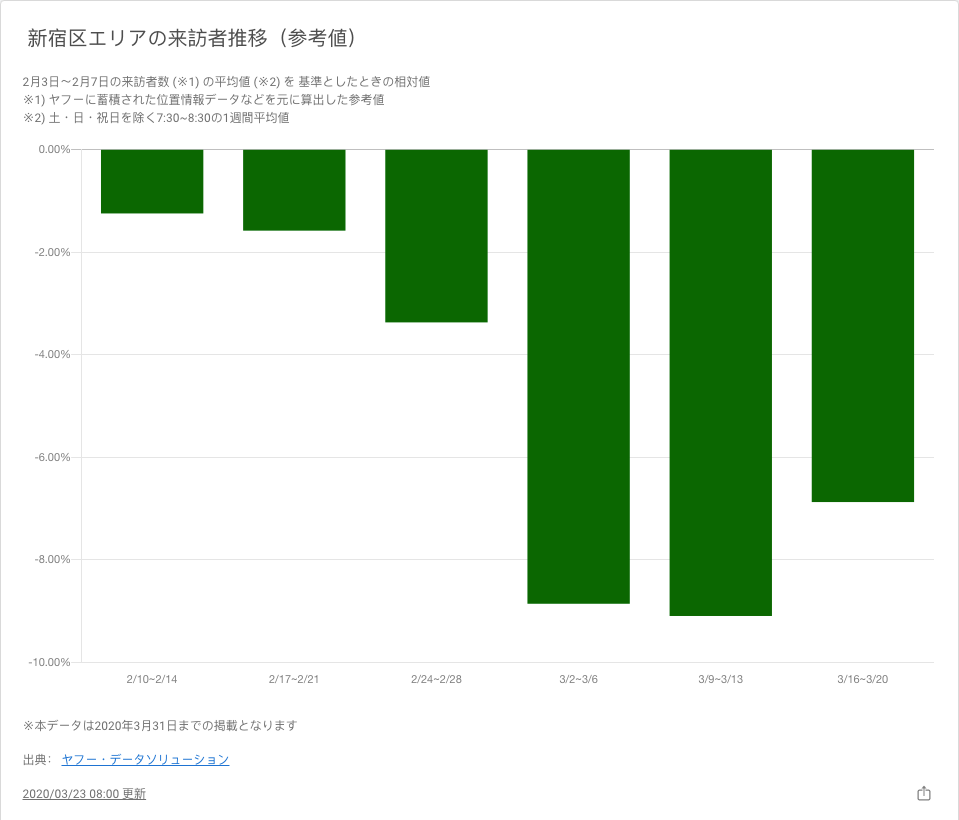 新宿区エリアの来訪者推移（参考値）
2月3日～2月7日の来訪者数 (※1) の平均値 (※2) を 基準としたときの相対値
※1) ヤフーに蓄積された位置情報データなどを元に算出した参考値
※2) 土・日・祝日を除く7:30~8:30の1週間平均値
0.00%
-2.00%
-4.00%
-6.00%
-8.00%
-10.00%
2/10~2/14 2/17~2/21 2/24~2/28 3/2~3/6 3/9~3/13 3/16~3/20
※本データは2020年3月31日までの掲載となります
出典： ヤフー・データソリューション
2020/03/23 08:00 更新